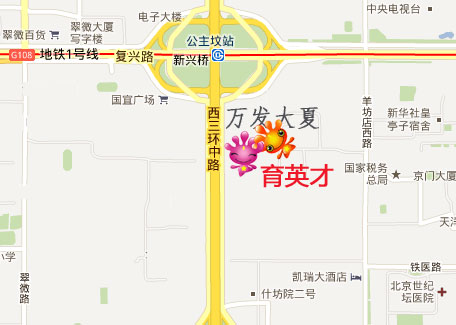 电子大楼
中央电视台
翠微百货
翠微大厦
写字楼
公主坟站
G108
地铁1号线
复兴路
新兴桥
国宜广场
西三环中路
万发大夏
羊坊店西路
新华社皇
亭子宿舍
育英才
国家税务
总局
京门大厦
天洋
小学
翠微路
铁医路
凯瑞大酒店
北京世纪
坛医院
什坊院二号